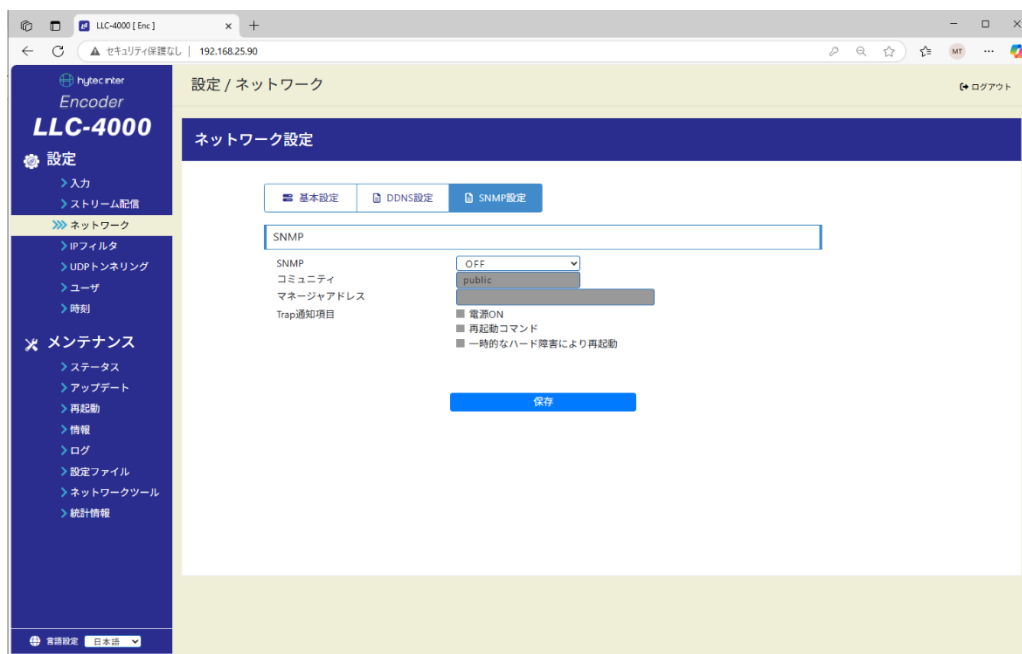 LLC-4000 [ Enc ]
セキュリティ保護なし
192.168.25.90
MT
hytec inter
Encoder
LLC-4000
設定
入力
ストリーム配信
ネットワーク
IPフィルタ
UDPトンネリング
ユーザ
時刻
メンテナンス
ステータス
アップデート
再起動
情報
ログ
設定ファイル
ネットワークツール
統計情報
言語設定 日本語
設定 / ネットワーク
ログアウト
ネットワーク設定
基本設定 DDNS設定 SNMP設定
SNMP
SNMP OFF
コミュニティ public
マネージャアドレス
Trap通知項目 電源ON
再起動コマンド
一時的なハード障害により再起動
保存